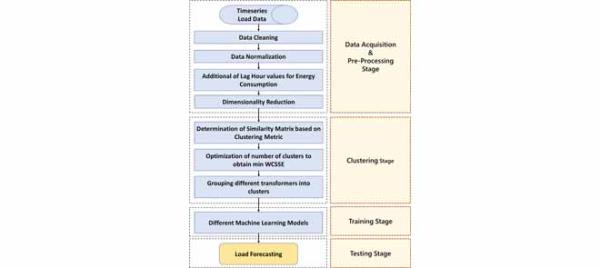 Timeseries
Load Data
Data Cleaning
Data Normalization
Additional of Lag Hour values for Energy
Consumption
Dimensionality Reduction
Data Acquisition
&
Pre-Processing
Stage
Determination of Similarity Matrix based on
Clustering Metric
Optimization of number of clusters to
obtain min WCSSE
Grouping different transformers into
clusters
Clustering Stage
Different Machine Learning Models
Training Stage
Load Forecasting
Testing Stage